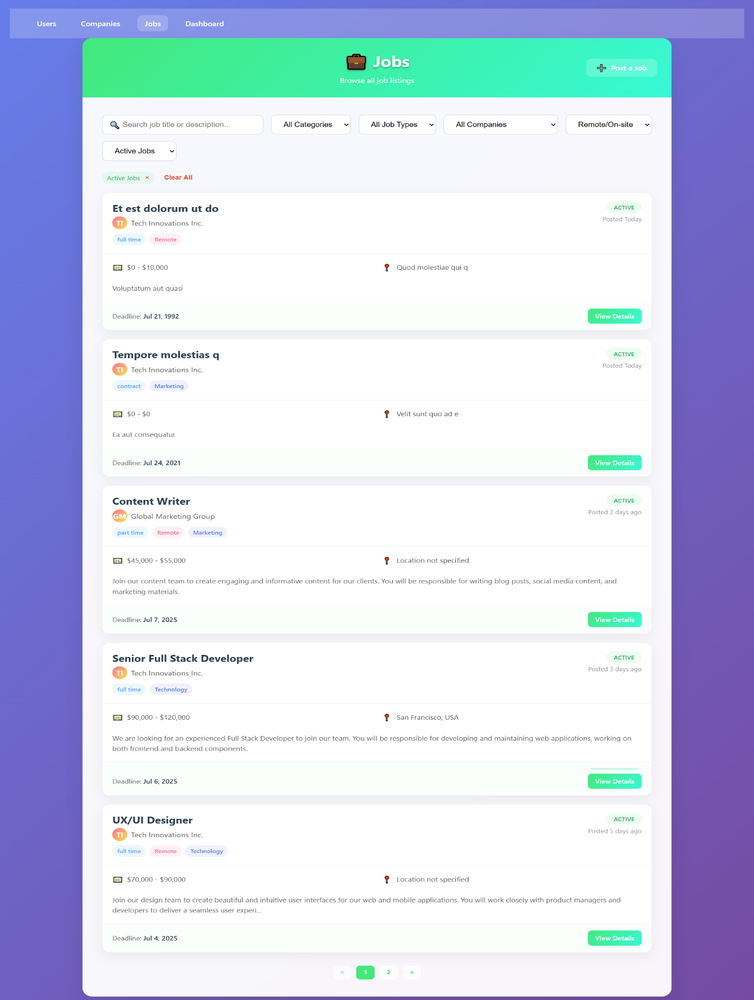 Users Companies Jobs Dashboard
Jobs
Browse all job listings
Post a Job
Search job title or description...
All Categories
All Job Types
All Companies
Remote/On-site
Active Jobs
Active Jobs ×
Clear All
Et est dolorum ut do
ACTIVE
TI Tech Innovations Inc.
Posted Today
full time Remote
$0 - $10,000
Quod molestiae qui q
Voluptatum aut quasi
Deadline: Jul 21, 1992
View Details
Tempore molestias q
ACTIVE
TI Tech Innovations Inc.
Posted Today
contract Marketing
$0 - $0
Velit sunt quo ad e
Ea aut consequatur
Deadline: Jul 24, 2021
View Details
Content Writer
ACTIVE
GM Global Marketing Group
Posted 2 days ago
part time Remote Marketing
$45,000 - $55,000
Location not specified
Join our content team to create engaging and informative content for our clients. You will be responsible for writing blog posts, social media content, and
marketing materials.
Deadline: Jul 7, 2025
View Details
Senior Full Stack Developer
ACTIVE
TI Tech Innovations Inc.
Posted 3 days ago
full time Technology
$90,000 - $120,000
San Francisco, USA
We are looking for an experienced Full Stack Developer to join our team. You will be responsible for developing and maintaining web applications, working on
both frontend and backend components.
Deadline: Jul 6, 2025
View Details
UX/UI Designer
ACTIVE
TI Tech Innovations Inc.
Posted 5 days ago
full time Remote Technology
$70,000 - $90,000
Location not specified
Join our design team to create beautiful and intuitive user interfaces for our web and mobile applications. You will work closely with product managers and
developers to deliver a seamless user experi...
Deadline: Jul 4, 2025
View Details
« 1 2 »